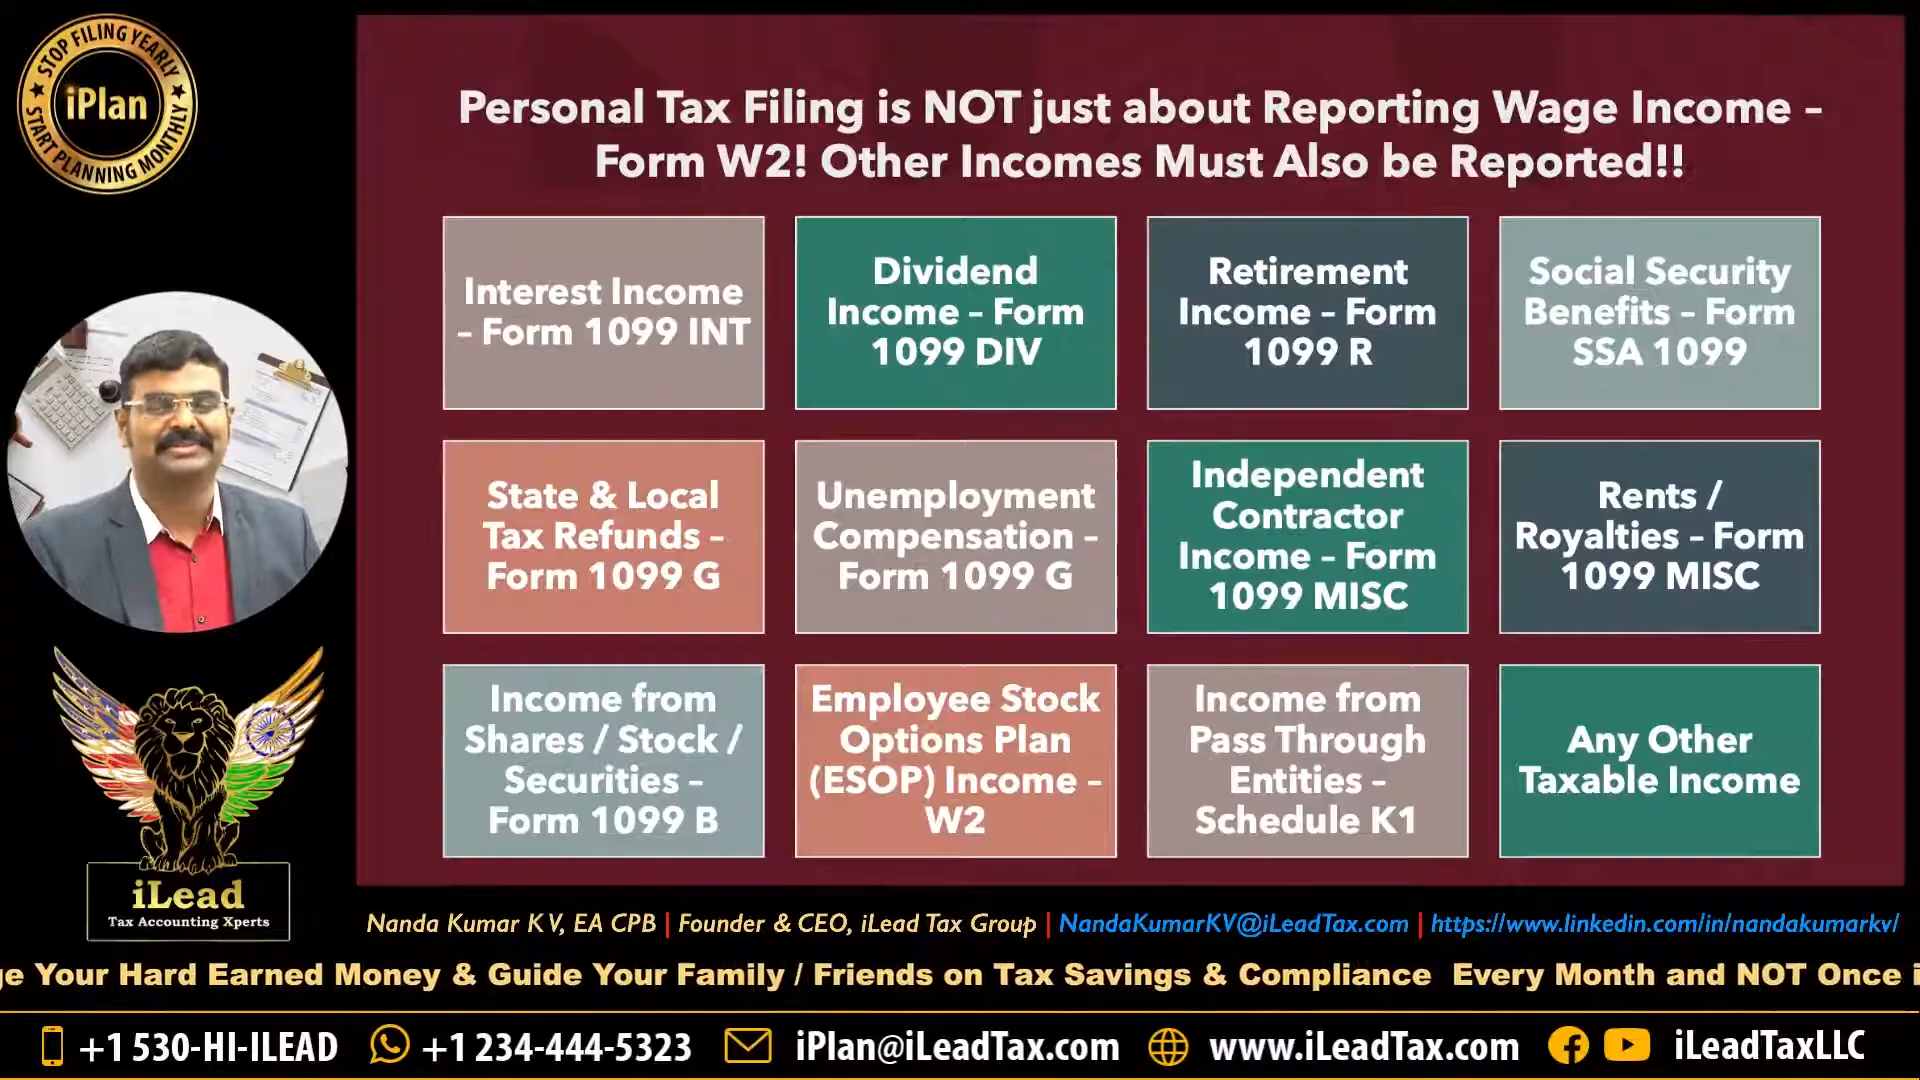 STOP FILING YEARLY
iPlan
START PLANNING MONTHLY
Personal Tax Filing is NOT just about Reporting Wage Income –
Form W2! Other Incomes Must Also be Reported!!
Interest Income
– Form 1099 INT
Dividend
Income – Form
1099 DIV
Retirement
Income – Form
1099 R
Social Security
Benefits – Form
SSA 1099
State & Local
Tax Refunds –
Form 1099 G
Unemployment
Compensation –
Form 1099 G
Independent
Contractor
Income – Form
1099 MISC
Rents /
Royalties – Form
1099 MISC
Income from
Shares / Stock /
Securities –
Form 1099 B
Employee Stock
Options Plan
(ESOP) Income –
W2
Income from
Pass Through
Entities –
Schedule K1
Any Other
Taxable Income
iLead
Tax Accounting Xperts
Nanda Kumar K V, EA CPB | Founder & CEO, iLead Tax Group | NandaKumarKV@iLeadTax.com | https://www.linkedin.com/in/nandakumarkv/
ge Your Hard Earned Money & Guide Your Family / Friends on Tax Savings & Compliance Every Month and NOT Once i
+1 530-HI-ILEAD +1 234-444-5323 iPlan@iLeadTax.com www.iLeadTax.com iLeadTaxLLC